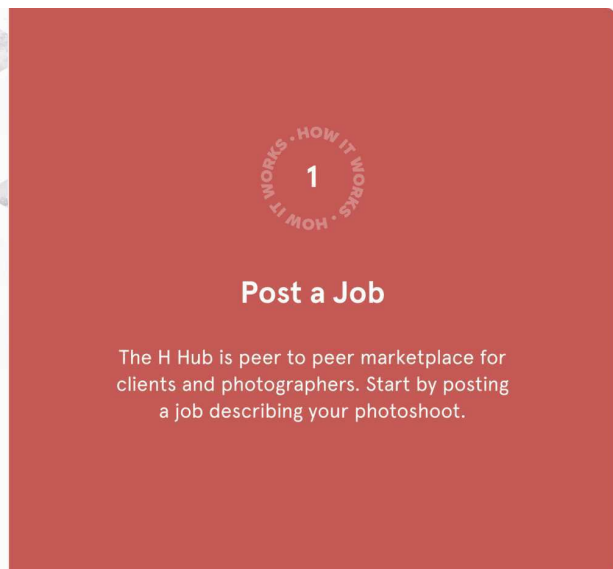 HOW IT WORKS · HOW IT WORKS ·
1
Post a Job
The H Hub is peer to peer marketplace for
clients and photographers. Start by posting
a job describing your photoshoot.